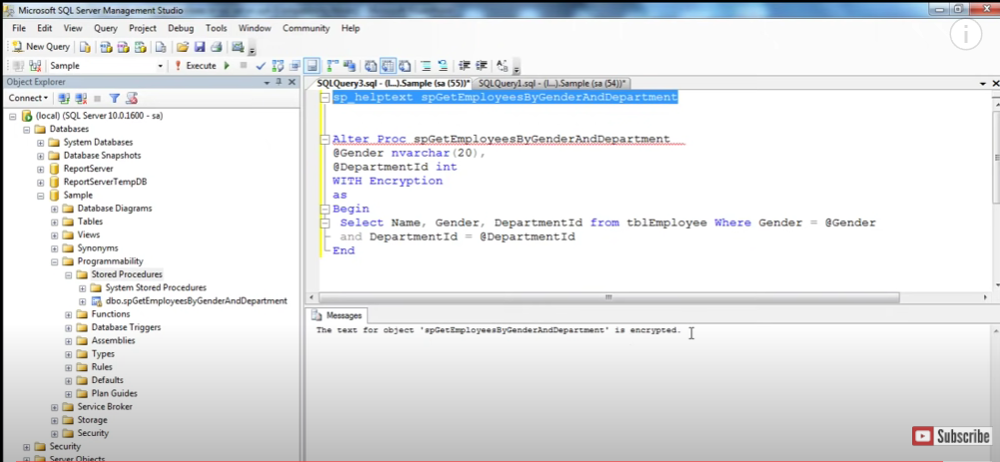 Microsoft SQL Server Management Studio
File Edit View Query Project Debug Tools Window Community Help
New Query
Sample Execute
Object Explorer
Connect
(local) (SQL Server 10.0.1600 - sa)
Databases
System Databases
Database Snapshots
ReportServer
ReportServerTempDB
Sample
Database Diagrams
Tables
Views
Synonyms
Programmability
Stored Procedures
System Stored Procedures
dbo.spGetEmployeesByGenderAndDepartment
Functions
Database Triggers
Assemblies
Types
Rules
Defaults
Plan Guides
Service Broker
Storage
Security
Security
Server Objects
SQLQuery3.sql - (l...).Sample (sa (55))* SQLQuery1.sql - (l...).Sample (sa (54))*
sp_helptext spGetEmployeesByGenderAndDepartment
Alter Proc spGetEmployeesByGenderAndDepartment
@Gender nvarchar(20),
@DepartmentId int
WITH Encryption
as
Begin
Select Name, Gender, DepartmentId from tblEmployee Where Gender = @Gender
and DepartmentId = @DepartmentId
End
Messages
The text for object 'spGetEmployeesByGenderAndDepartment' is encrypted.
Subscribe